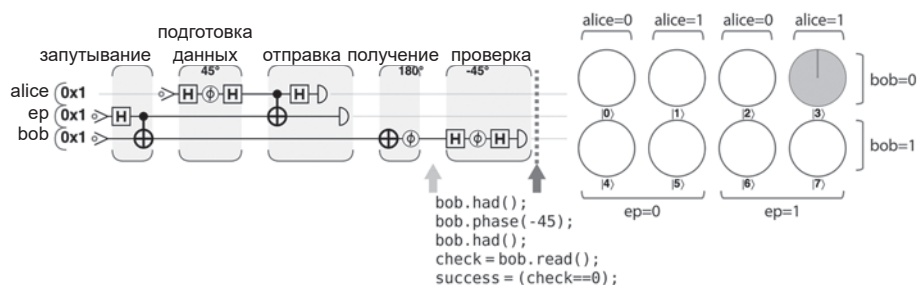 запутывание
подготовка
данных
отправка
получение
проверка
45°
180°
-45°
alice 0x1
H ϕ H
H
ep 0x1
H
bob 0x1
ϕ
H ϕ H
bob.had();
bob.phase(-45);
bob.had();
check=bob.read();
success=(check==0);
alice=0 alice=1 alice=0 alice=1
bob=0
|0⟩ |1⟩ |2⟩ |3⟩
bob=1
|4⟩ |5⟩ |6⟩ |7⟩
ep=0 ep=1